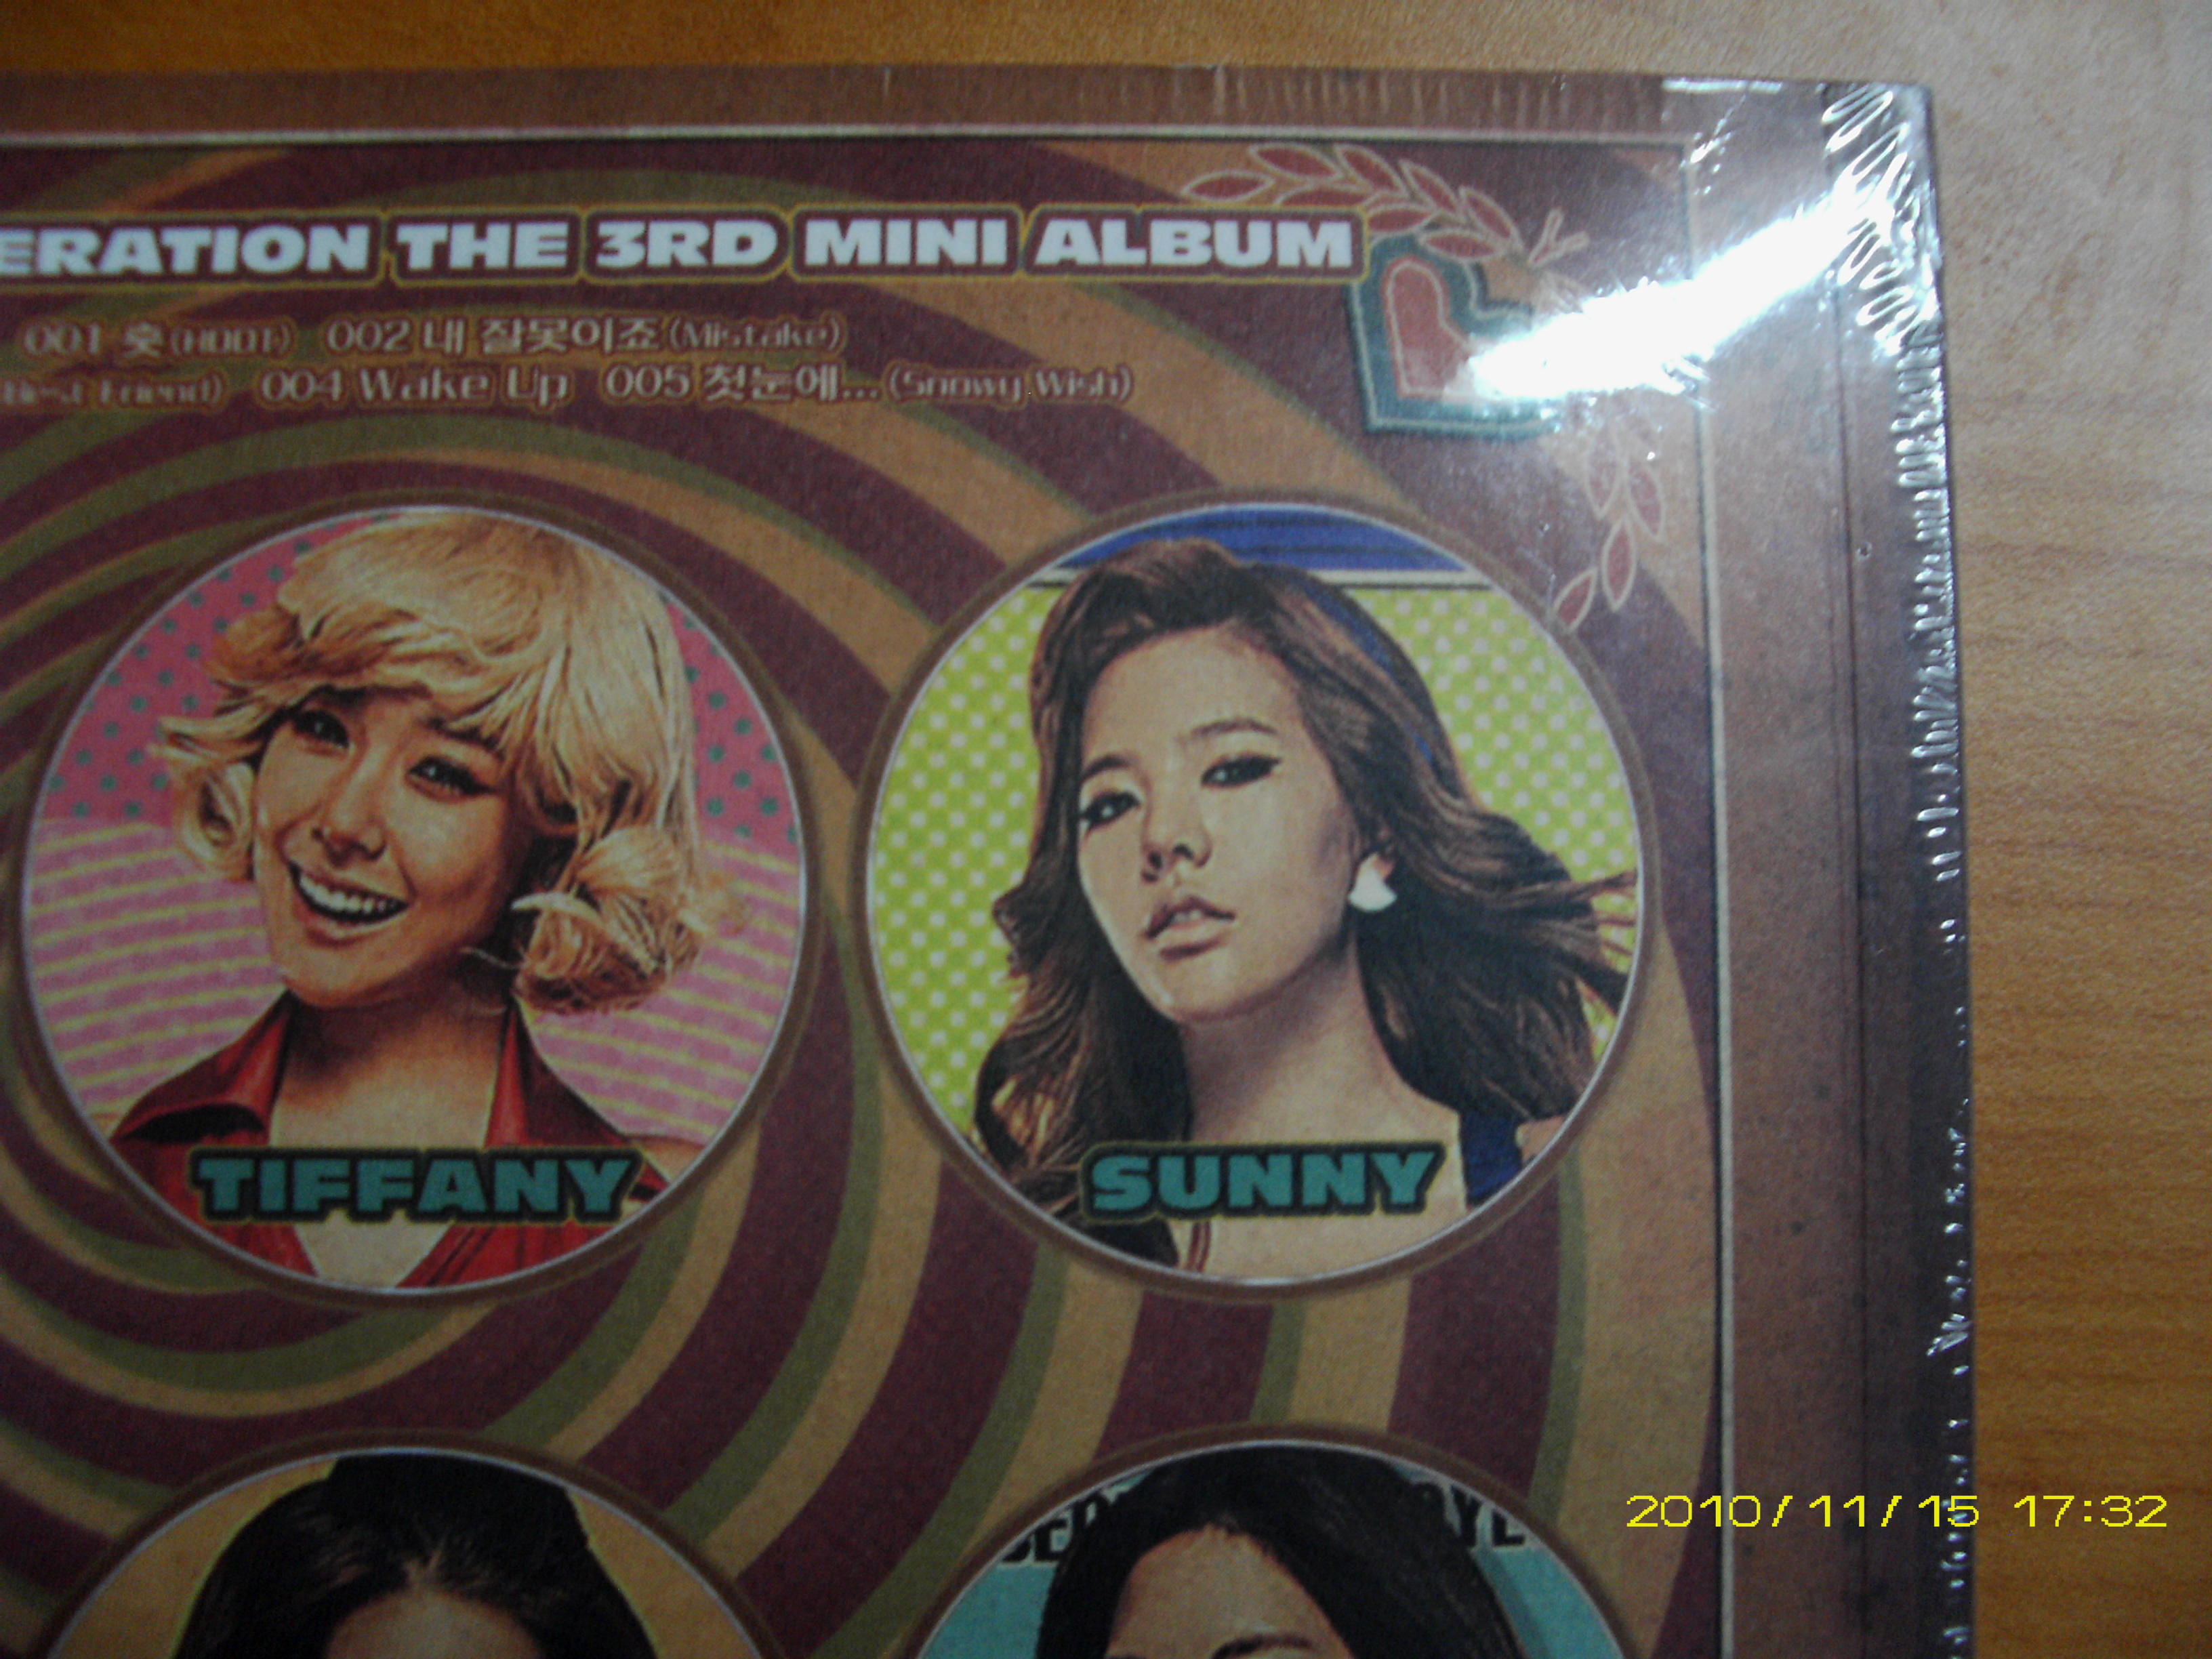 ERATION THE 3RD MINI ALBUM
001 훗(HOOT) 002 내 잘못이죠(Mistake)
Friend) 004 Wake Up 005 첫눈에...(Snowy Wish)
TIFFANY SUNNY
2010/11/15 17:32